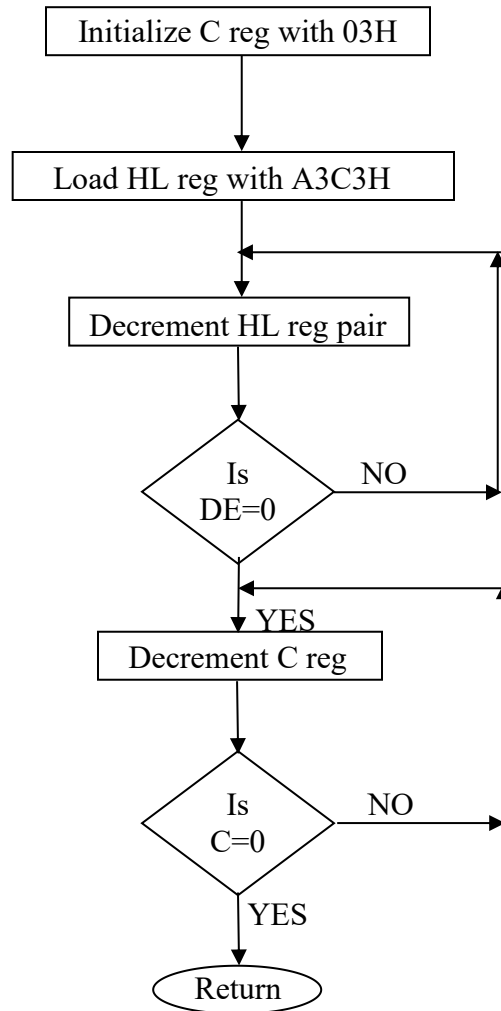 Initialize C reg with 03H
Load HL reg with A3C3H
Decrement HL reg pair
Is
DE=0
NO
YES
Decrement C reg
Is
C=0
NO
YES
Return